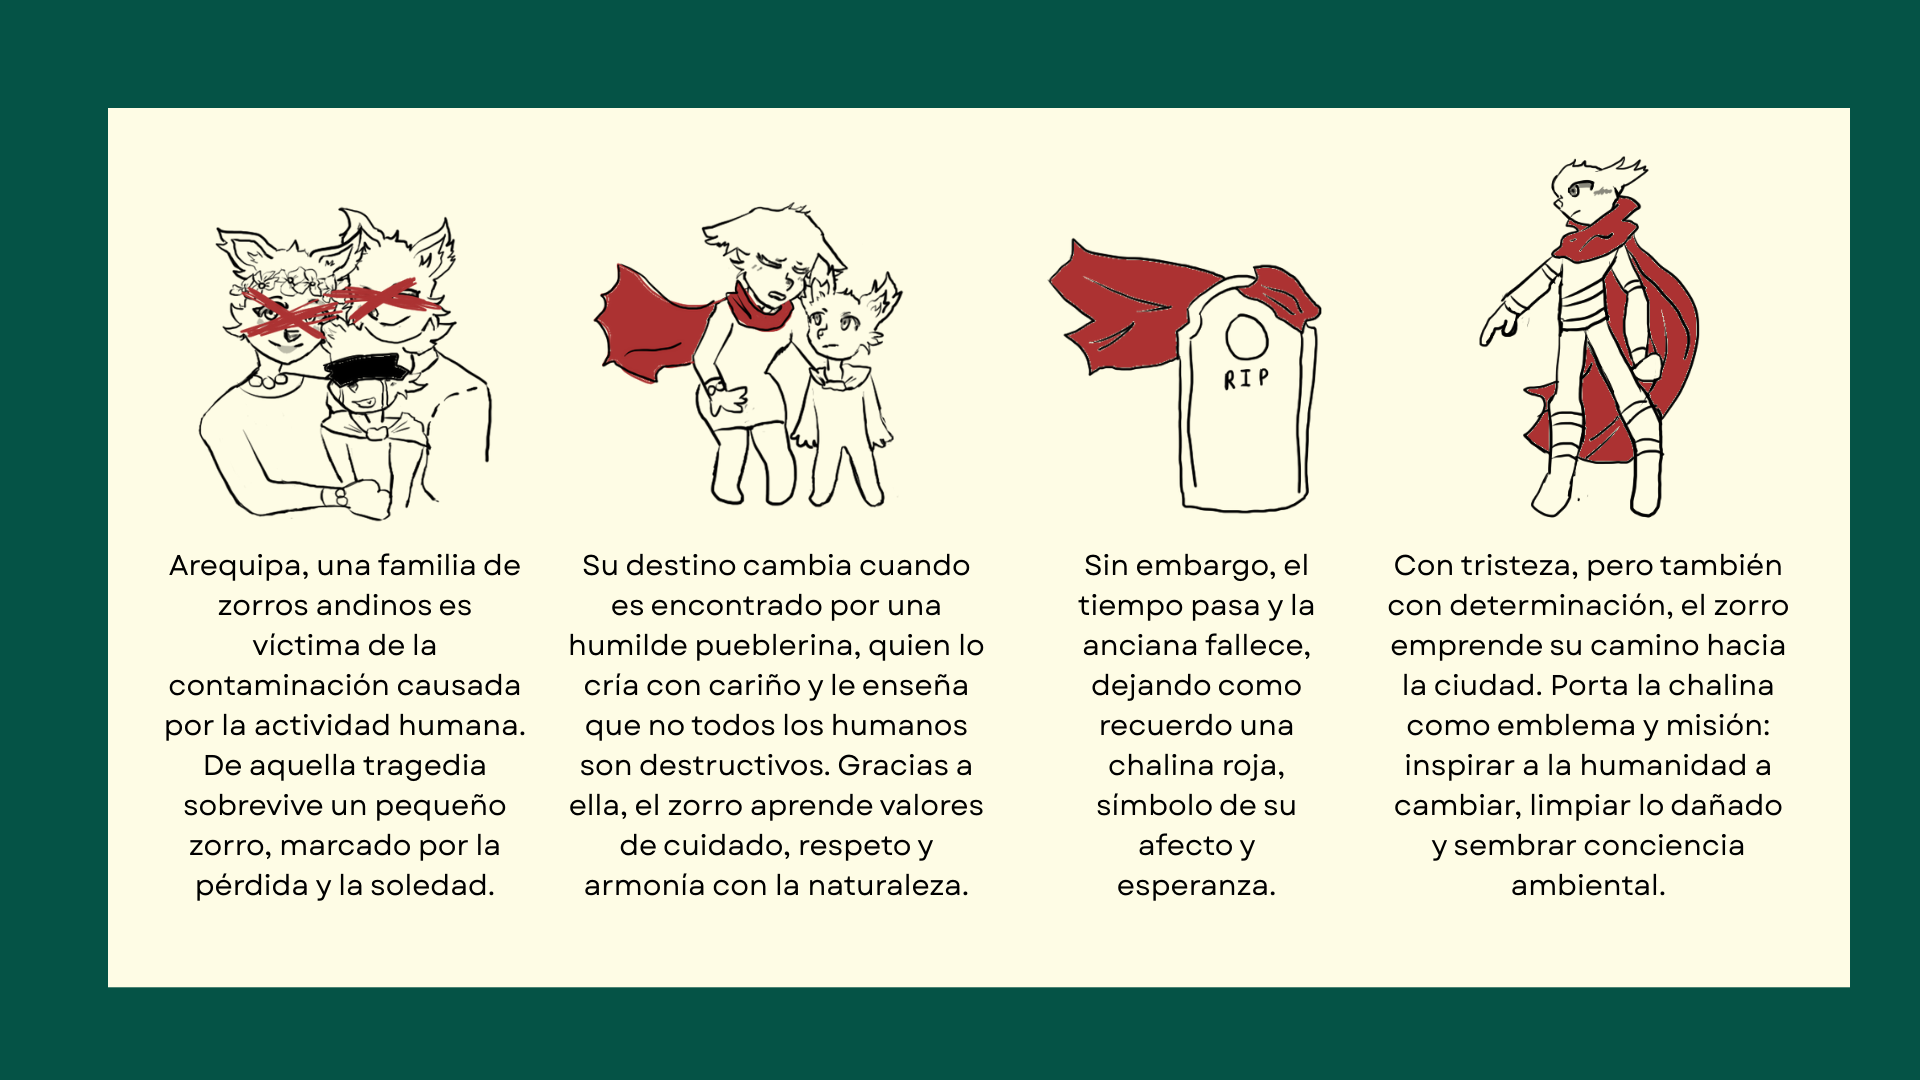 RIP
Arequipa, una familia de
zorros andinos es
víctima de la
contaminación causada
por la actividad humana.
De aquella tragedia
sobrevive un pequeño
zorro, marcado por la
pérdida y la soledad.
Su destino cambia cuando
es encontrado por una
humilde pueblerina, quien lo
cría con cariño y le enseña
que no todos los humanos
son destructivos. Gracias a
ella, el zorro aprende valores
de cuidado, respeto y
armonía con la naturaleza.
Sin embargo, el
tiempo pasa y la
anciana fallece,
dejando como
recuerdo una
chalina roja,
símbolo de su
afecto y
esperanza.
Con tristeza, pero también
con determinación, el zorro
emprende su camino hacia
la ciudad. Porta la chalina
como emblema y misión:
inspirar a la humanidad a
cambiar, limpiar lo dañado
y sembrar conciencia
ambiental.